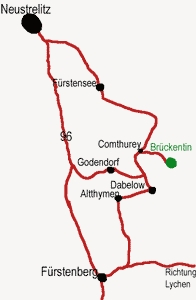 Neustrelitz
Fürstensee
96
Comthurey
Brückentin
Godendorf
Dabelow
Altthymen
Fürstenberg
Richtung
Lychen